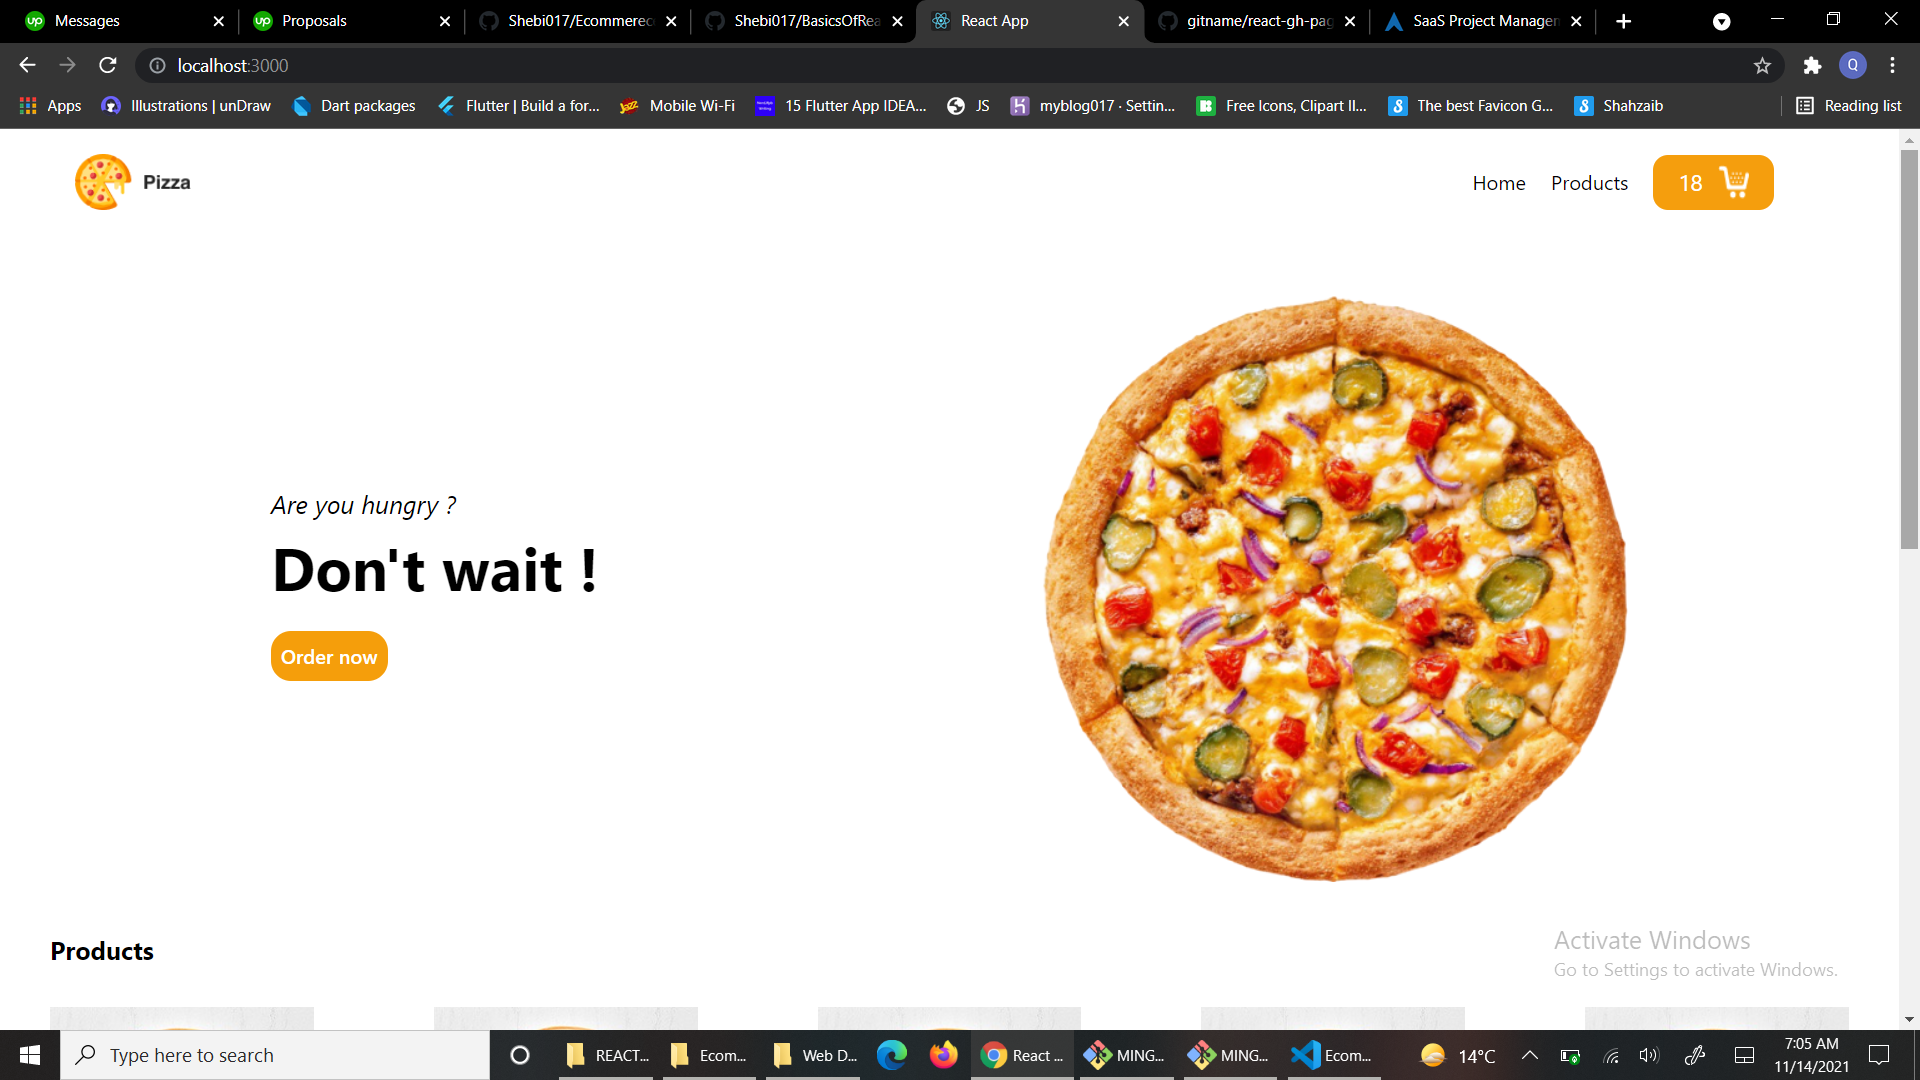 Messages
Proposals
Shebi017/Ecommerec
Shebi017/BasicsOfRea
React App
gitname/react-gh-pag
SaaS Project Managem
localhost:3000
Q
Apps
Illustrations | unDraw
Dart packages
Flutter | Build a for...
Mobile Wi-Fi
15 Flutter App IDEA...
JS
myblog017 · Settin...
Free Icons, Clipart Il...
The best Favicon G...
Shahzaib
Reading list
Pizza
Home
Products
18
Are you hungry ?
Don't wait !
Order now
Products
Activate Windows
Go to Settings to activate Windows.
Type here to search
REACT...
Ecom...
Web D...
React ...
MING...
MING...
Ecom...
14°C
7:05 AM
11/14/2021